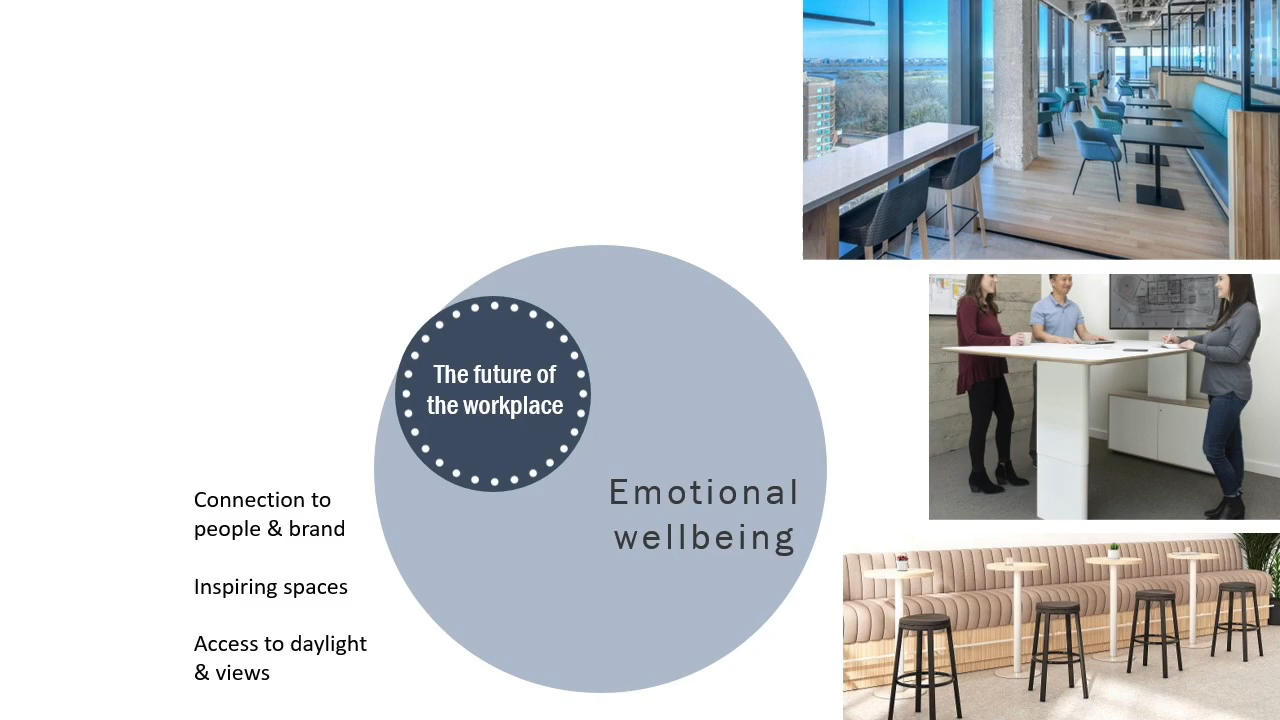 The future of
the workplace
Emotional
wellbeing
Connection to
people & brand
Inspiring spaces
Access to daylight
& views